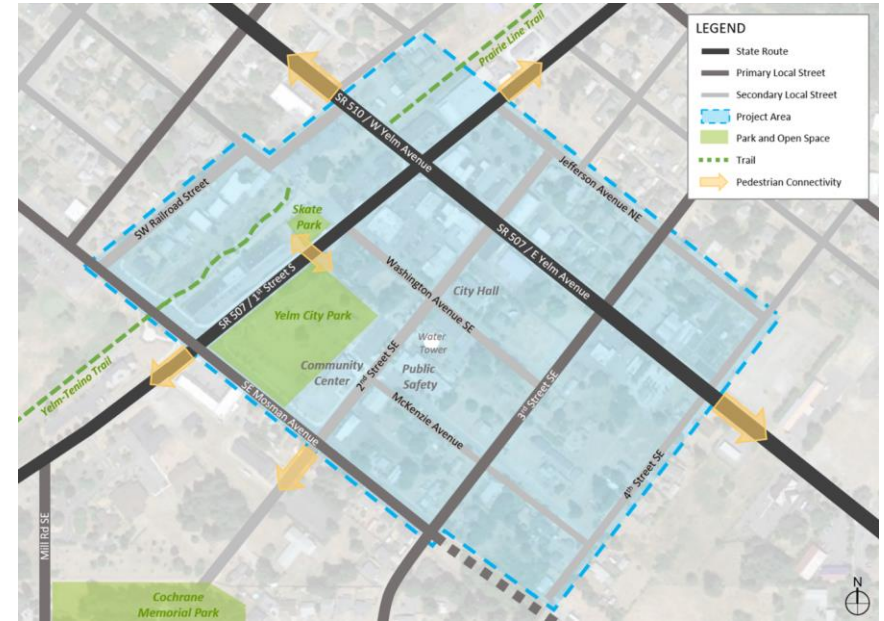 LEGEND
State Route
Primary Local Street
Secondary Local Street
Project Area
Park and Open Space
Trail
Pedestrian Connectivity
Prairie Line Trail
SR 510 / W Yelm Avenue
Jefferson Avenue NE
SW Railroad Street
Skate
Park
SR 507 / E Yelm Avenue
SR 507 / 1st Street S
Washington Avenue SE
City Hall
Yelm City Park
Water
Tower
Community
Center
2nd Street SE
Public
Safety
Yelm-Tenino Trail
SE Mosman Avenue
McKenzie Avenue
3rd Street SE
4th Street SE
Mill Rd SE
Cochrane
Memorial Park
N